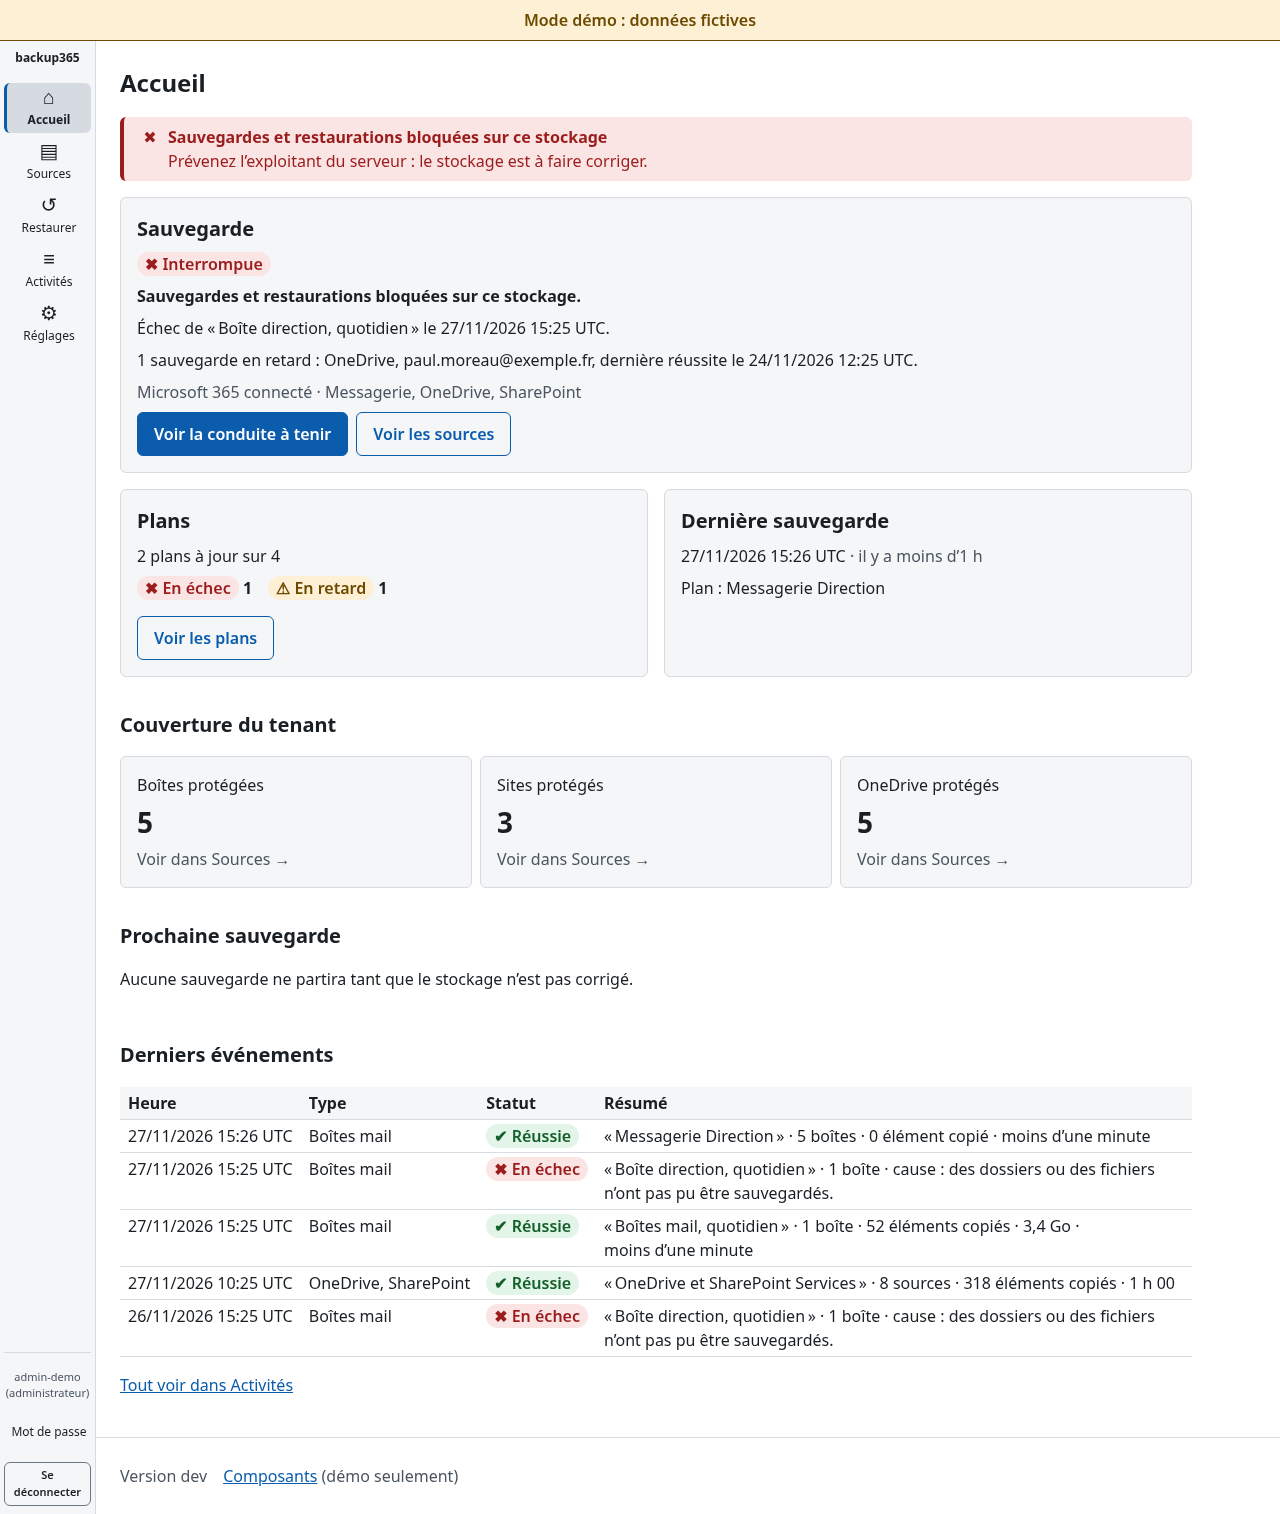 Mode démo : données fictives
backup365
Accueil
Sources
Restaurer
Activités
Réglages
admin-demo
(administrateur)
Mot de passe
Se
déconnecter
Accueil
✖ Sauvegardes et restaurations bloquées sur ce stockage
Prévenez l’exploitant du serveur : le stockage est à faire corriger.
Sauvegarde
✖ Interrompue
Sauvegardes et restaurations bloquées sur ce stockage.
Échec de « Boîte direction, quotidien » le 27/11/2026 15:25 UTC.
1 sauvegarde en retard : OneDrive, paul.moreau@exemple.fr, dernière réussite le 24/11/2026 12:25 UTC.
Microsoft 365 connecté · Messagerie, OneDrive, SharePoint
Voir la conduite à tenir Voir les sources
Plans
2 plans à jour sur 4
✖ En échec 1 ⚠ En retard 1
Voir les plans
Dernière sauvegarde
27/11/2026 15:26 UTC · il y a moins d’1 h
Plan : Messagerie Direction
Couverture du tenant
Boîtes protégées
5
Voir dans Sources →
Sites protégés
3
Voir dans Sources →
OneDrive protégés
5
Voir dans Sources →
Prochaine sauvegarde
Aucune sauvegarde ne partira tant que le stockage n’est pas corrigé.
Derniers événements
Heure Type Statut Résumé
27/11/2026 15:26 UTC Boîtes mail ✔ Réussie « Messagerie Direction » · 5 boîtes · 0 élément copié · moins d’une minute
27/11/2026 15:25 UTC Boîtes mail ✖ En échec « Boîte direction, quotidien » · 1 boîte · cause : des dossiers ou des fichiers
n’ont pas pu être sauvegardés.
27/11/2026 15:25 UTC Boîtes mail ✔ Réussie « Boîtes mail, quotidien » · 1 boîte · 52 éléments copiés · 3,4 Go ·
moins d’une minute
27/11/2026 10:25 UTC OneDrive, SharePoint ✔ Réussie « OneDrive et SharePoint Services » · 8 sources · 318 éléments copiés · 1 h 00
26/11/2026 15:25 UTC Boîtes mail ✖ En échec « Boîte direction, quotidien » · 1 boîte · cause : des dossiers ou des fichiers
n’ont pas pu être sauvegardés.
Tout voir dans Activités
Version dev Composants (démo seulement)